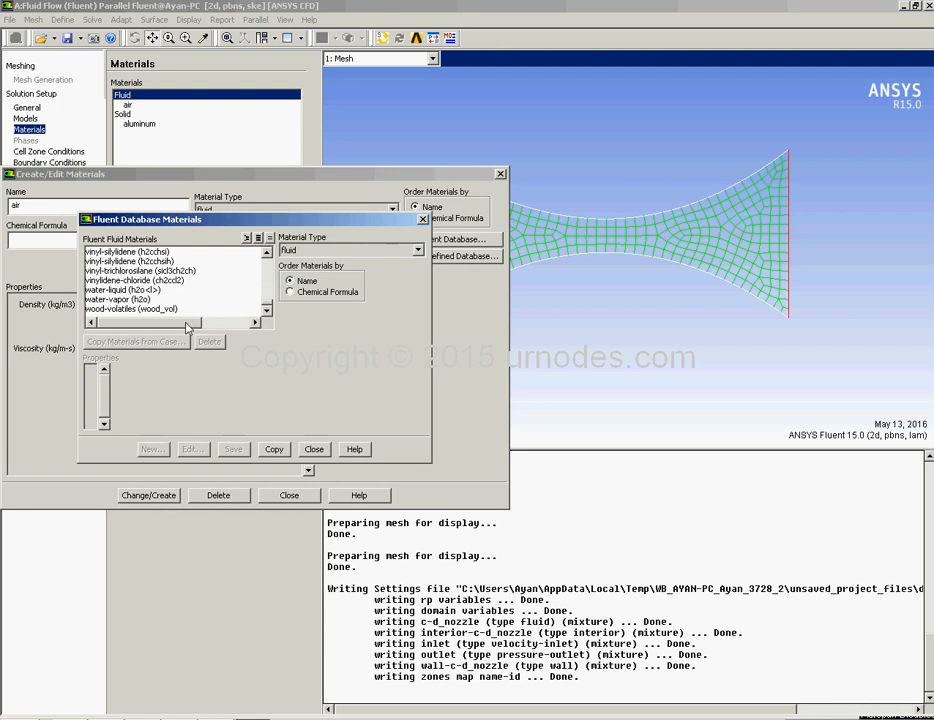 A:Fluid Flow (Fluent) Parallel Fluent@Ayan-PC [2d, pbns, ske] [ANSYS CFD]
File Mesh Define Solve Adapt Surface Display Report Parallel View Help
Meshing
Mesh Generation
Solution Setup
General
Models
Materials
Phases
Cell Zone Conditions
Boundary Conditions
Materials
Materials
Fluid
air
Solid
aluminum
1: Mesh
ANSYS
R15.0
Create/Edit Materials
Name
air
Chemical Formula
Material Type
fluid
Order Materials by
Name
Chemical Formula
ent Database...
efined Database...
Properties
Density (kg/m3)
Viscosity (kg/m-s)
Fluent Database Materials
Fluent Fluid Materials
vinyl-silylidene (h2cchsi)
vinyl-silylidene (h2cchsih)
vinyl-trichlorosilane (sicl3ch2ch)
vinylidene-chloride (ch2ccl2)
water-liquid (h2o<l>)
water-vapor (h2o)
wood-volatiles (wood_vol)
Material Type
fluid
Order Materials by
Name
Chemical Formula
Copy Materials from Case... Delete
Properties
New... Edit... Save Copy Close Help
Change/Create Delete Close Help
Copyright © 2015 urnodes.com
May 13, 2016
ANSYS Fluent 15.0 (2d, pbns, lam)
Preparing mesh for display...
Done.
Preparing mesh for display...
Done.
Writing Settings file "C:\Users\Ayan\AppData\Local\Temp\WB_AYAN-PC_Ayan_3728_2\unsaved_project_files\d
writing rp variables ... Done.
writing domain variables ... Done.
writing c-d_nozzle (type fluid) (mixture) ... Done.
writing interior-c-d_nozzle (type interior) (mixture) ... Done.
writing inlet (type velocity-inlet) (mixture) ... Done.
writing outlet (type pressure-outlet) (mixture) ... Done.
writing wall-c-d_nozzle (type wall) (mixture) ... Done.
writing zones map name-id ... Done.